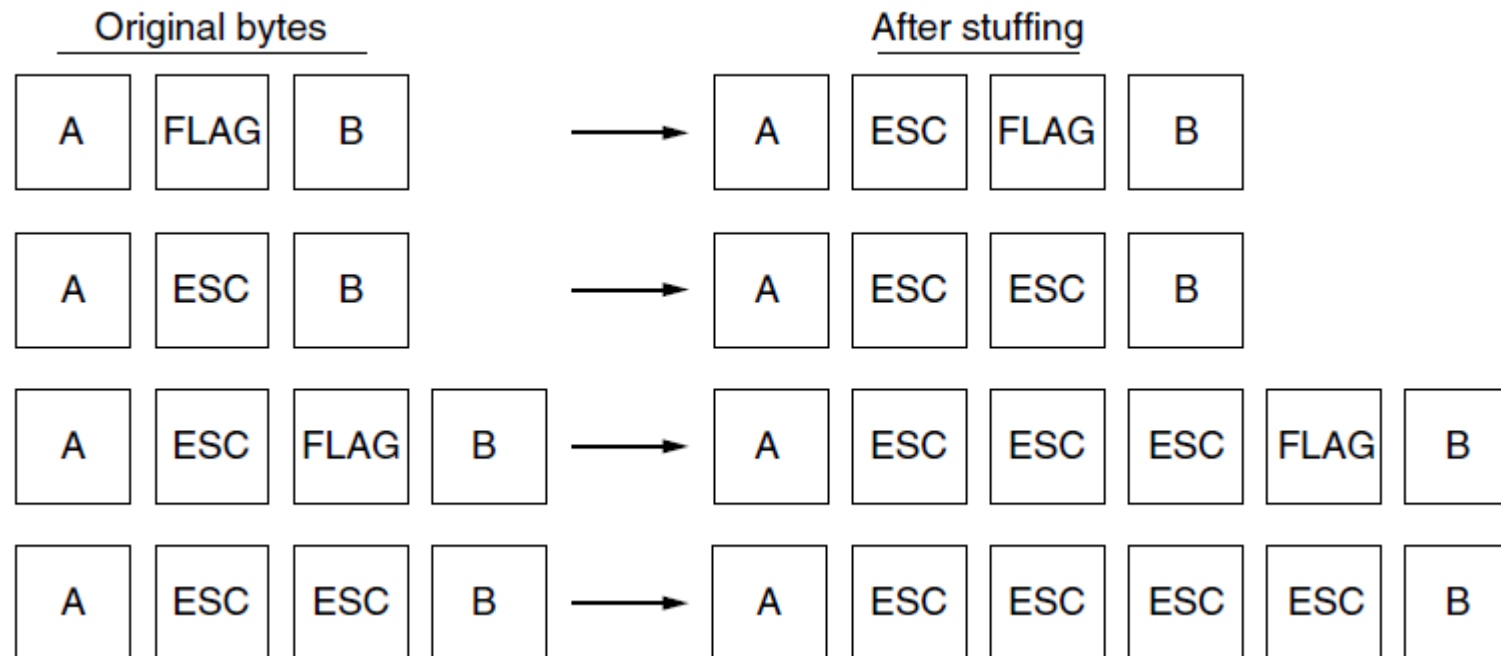 Original bytes After stuffing
A FLAG B A ESC FLAG B
A ESC B A ESC ESC B
A ESC FLAG B A ESC ESC ESC FLAG B
A ESC ESC B A ESC ESC ESC ESC B